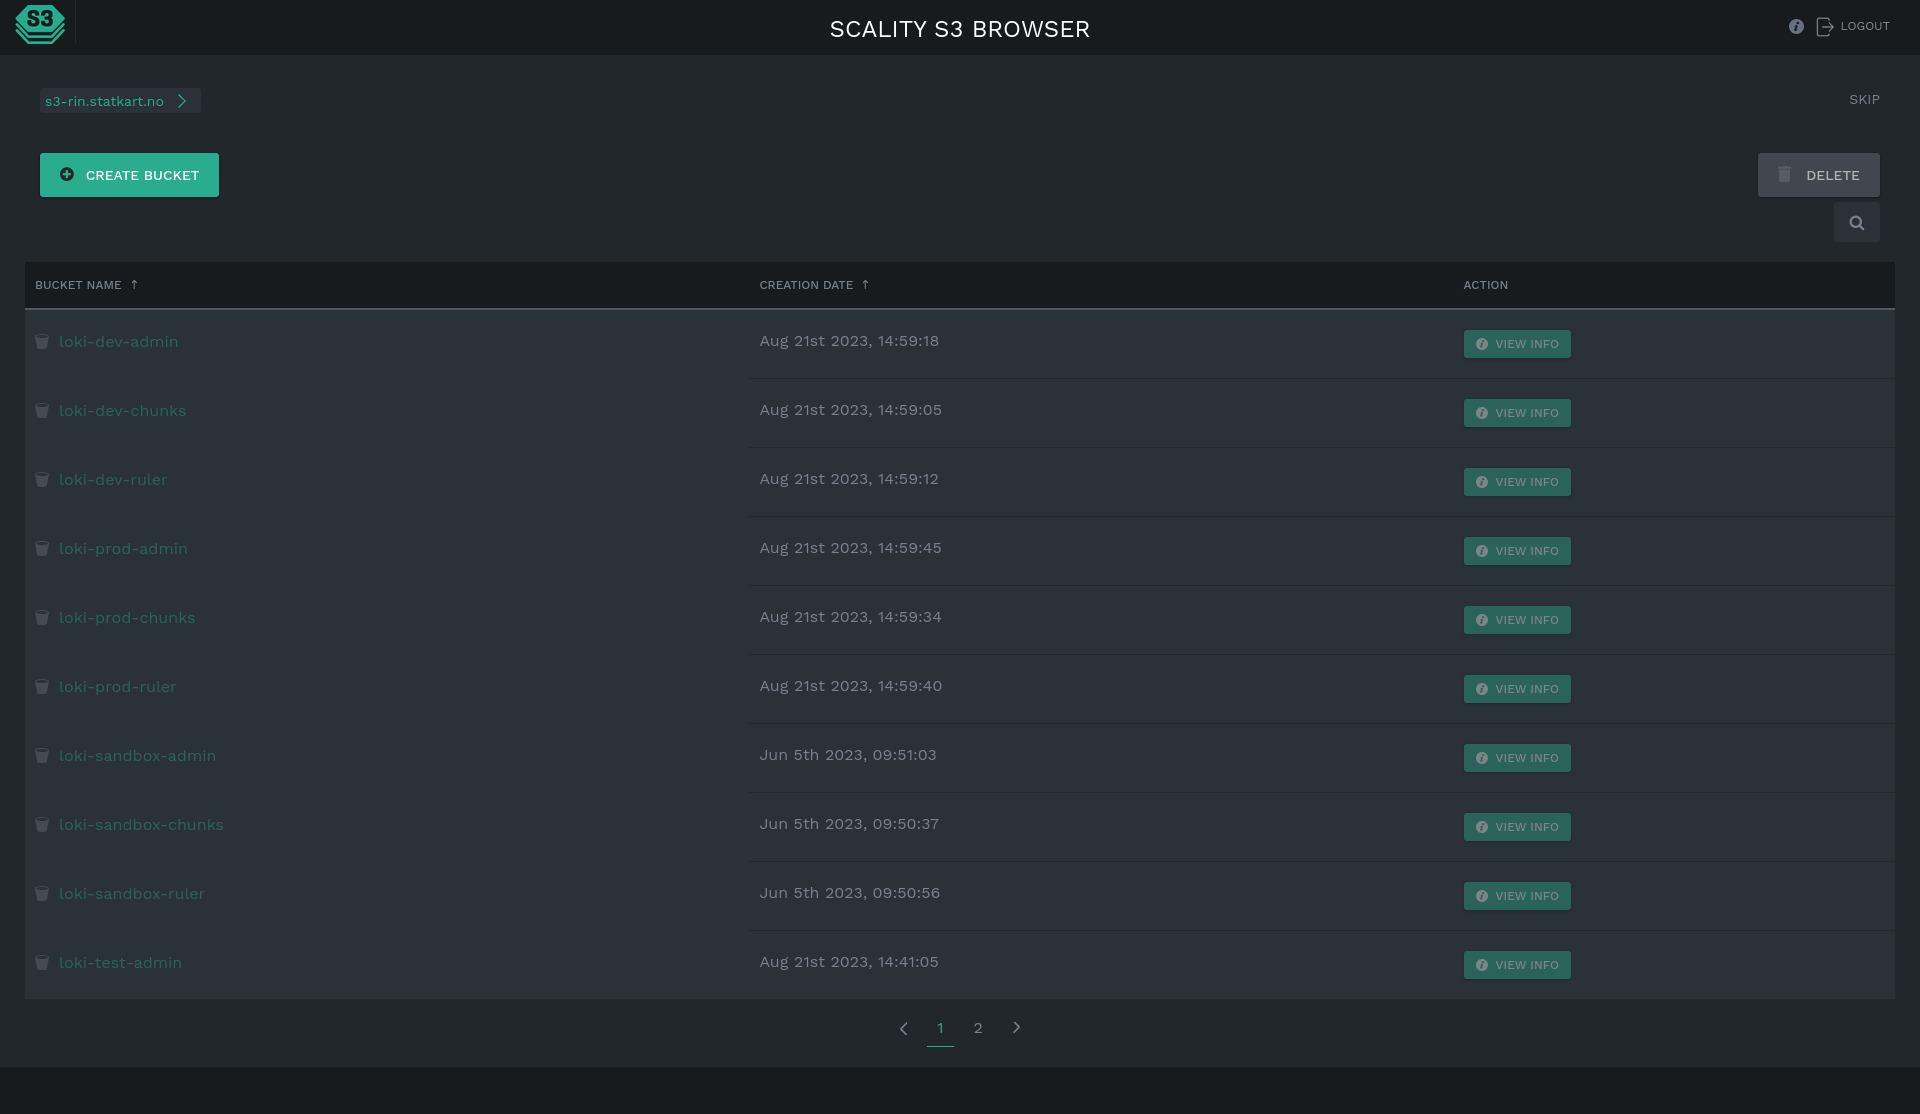 S3
SCALITY S3 BROWSER
LOGOUT
s3-rin.statkart.no
SKIP
CREATE BUCKET
DELETE
BUCKET NAME ↑ CREATION DATE ↑ ACTION
loki-dev-admin Aug 21st 2023, 14:59:18 VIEW INFO
loki-dev-chunks Aug 21st 2023, 14:59:05 VIEW INFO
loki-dev-ruler Aug 21st 2023, 14:59:12 VIEW INFO
loki-prod-admin Aug 21st 2023, 14:59:45 VIEW INFO
loki-prod-chunks Aug 21st 2023, 14:59:34 VIEW INFO
loki-prod-ruler Aug 21st 2023, 14:59:40 VIEW INFO
loki-sandbox-admin Jun 5th 2023, 09:51:03 VIEW INFO
loki-sandbox-chunks Jun 5th 2023, 09:50:37 VIEW INFO
loki-sandbox-ruler Jun 5th 2023, 09:50:56 VIEW INFO
loki-test-admin Aug 21st 2023, 14:41:05 VIEW INFO
1 2